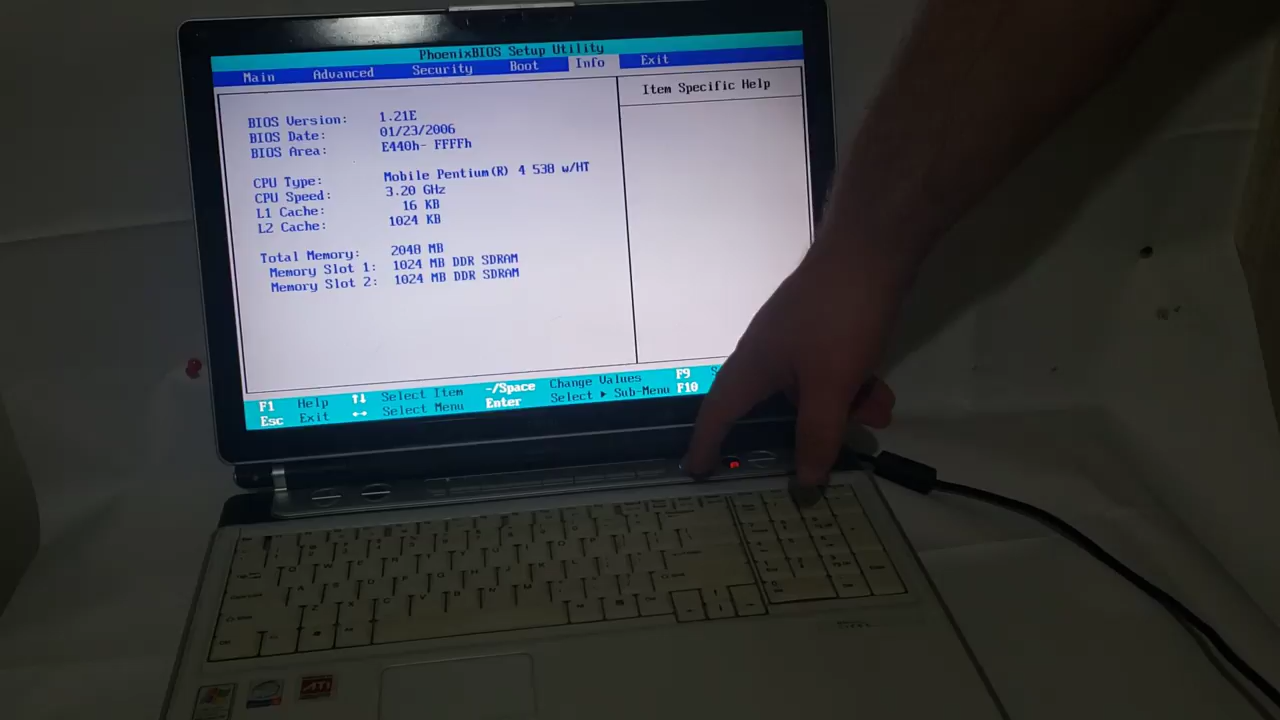 PhoenixBIOS Setup Utility
Main Advanced Security Boot Info Exit
Item Specific Help
BIOS Version: 1.21E
BIOS Date: 01/23/2006
BIOS Area: E440h- FFFFh
CPU Type: Mobile Pentium(R) 4 538 w/HT
CPU Speed: 3.20 GHz
L1 Cache: 16 KB
L2 Cache: 1024 KB
Total Memory: 2048 MB
Memory Slot 1: 1024 MB DDR SDRAM
Memory Slot 2: 1024 MB DDR SDRAM
F1 Help ↑↓ Select Item -/Space Change Values F9
Esc Exit ↔ Select Menu Enter Select ▸ Sub-Menu F10